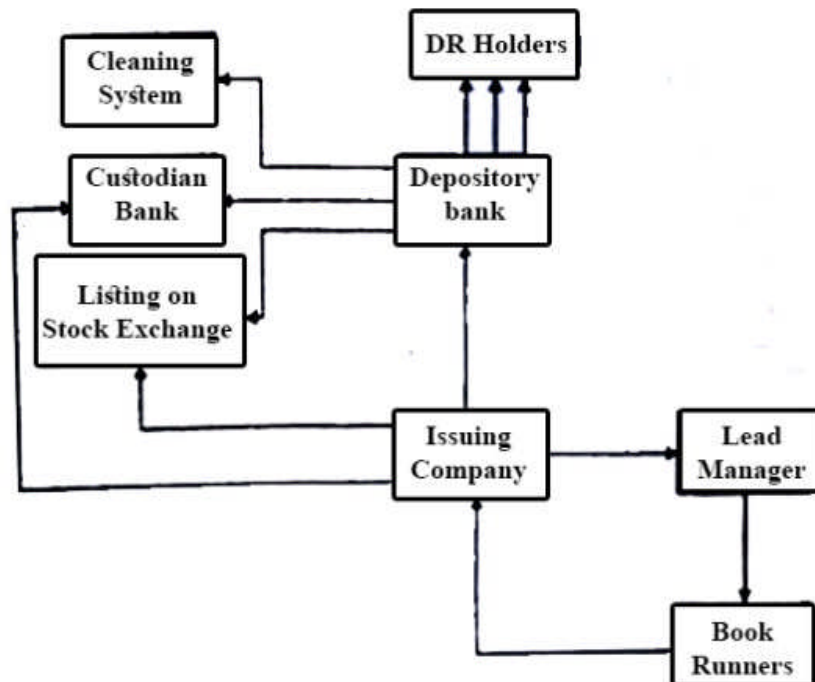 DR Holders
Cleaning
System
Custodian
Bank
Depository
bank
Listing on
Stock Exchange
Issuing
Company
Lead
Manager
Book
Runners